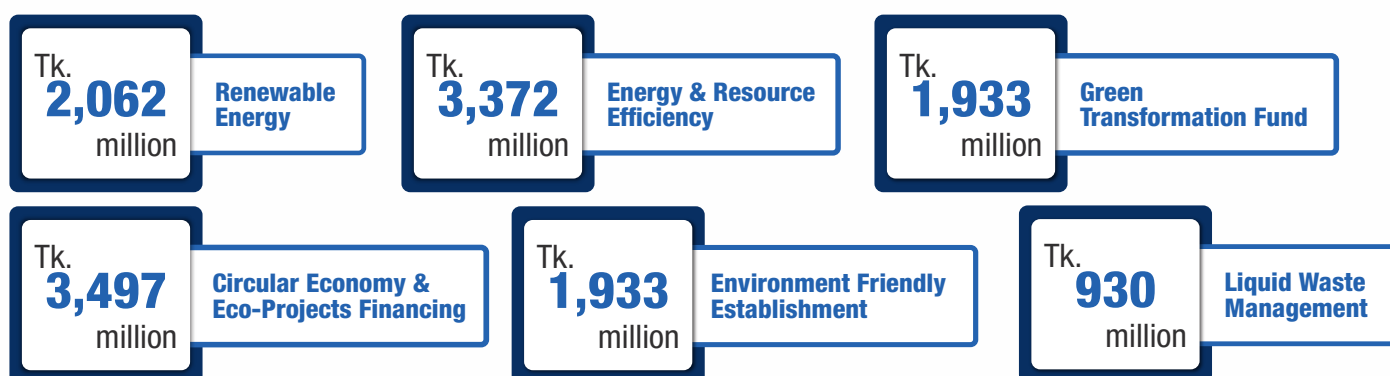 Tk.
2,062
million
Renewable
Energy
Tk.
3,372
million
Energy & Resource
Efficiency
Tk.
1,933
million
Green
Transformation Fund
Tk.
3,497
million
Circular Economy &
Eco-Projects Financing
Tk.
1,933
million
Environment Friendly
Establishment
Tk.
930
million
Liquid Waste
Management